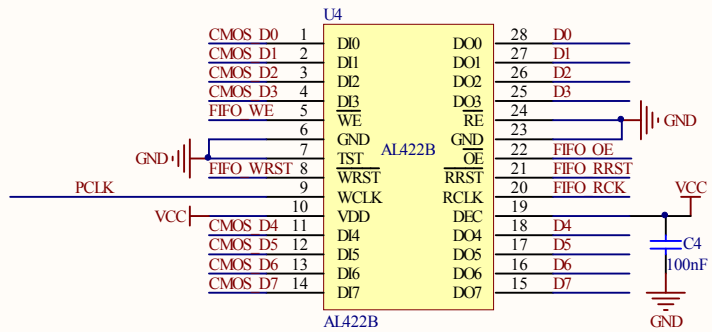 U4
CMOS_D0 1 DI0 DO0 28 D0
CMOS_D1 2 DI1 DO1 27 D1
CMOS_D2 3 DI2 DO2 26 D2
CMOS_D3 4 DI3 DO3 25 D3
FIFO_WE 5 WE RE 24
6 GND GND 23 GND
GND 7 TST AL422B OE 22 FIFO_OE
FIFO_WRST 8 WRST RRST 21 FIFO_RRST
PCLK 9 WCLK RCLK 20 FIFO_RCK
VCC 10 VDD DEC 19 VCC
CMOS_D4 11 DI4 DO4 18 D4
CMOS_D5 12 DI5 DO5 17 D5 C4
CMOS_D6 13 DI6 DO6 16 D6 100nF
CMOS_D7 14 DI7 DO7 15 D7
AL422B GND